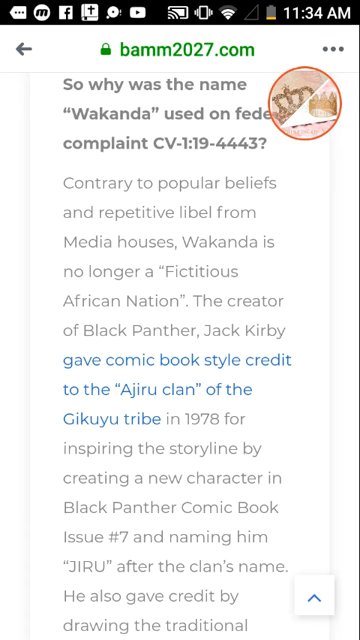 11:34 AM
bamm2027.com
So why was the name
“Wakanda” used on fede
complaint CV-1:19-4443?
Contrary to popular beliefs
and repetitive libel from
Media houses, Wakanda is
no longer a “Fictitious
African Nation”. The creator
of Black Panther, Jack Kirby
gave comic book style credit
to the “Ajiru clan” of the
Gikuyu tribe in 1978 for
inspiring the storyline by
creating a new character in
Black Panther Comic Book
Issue #7 and naming him
“JIRU” after the clan’s name.
He also gave credit by
drawing the traditional